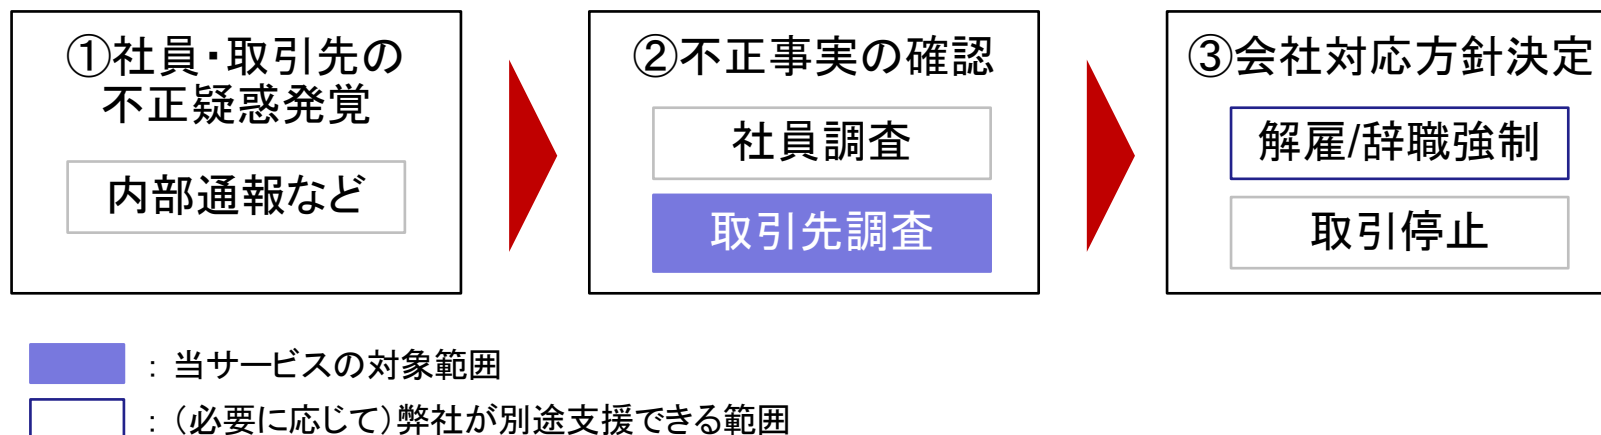 ①社員・取引先の
不正疑惑発覚
内部通報など
②不正事実の確認
社員調査
取引先調査
③会社対応方針決定
解雇/辞職強制
取引停止
：当サービスの対象範囲
：（必要に応じて）弊社が別途支援できる範囲